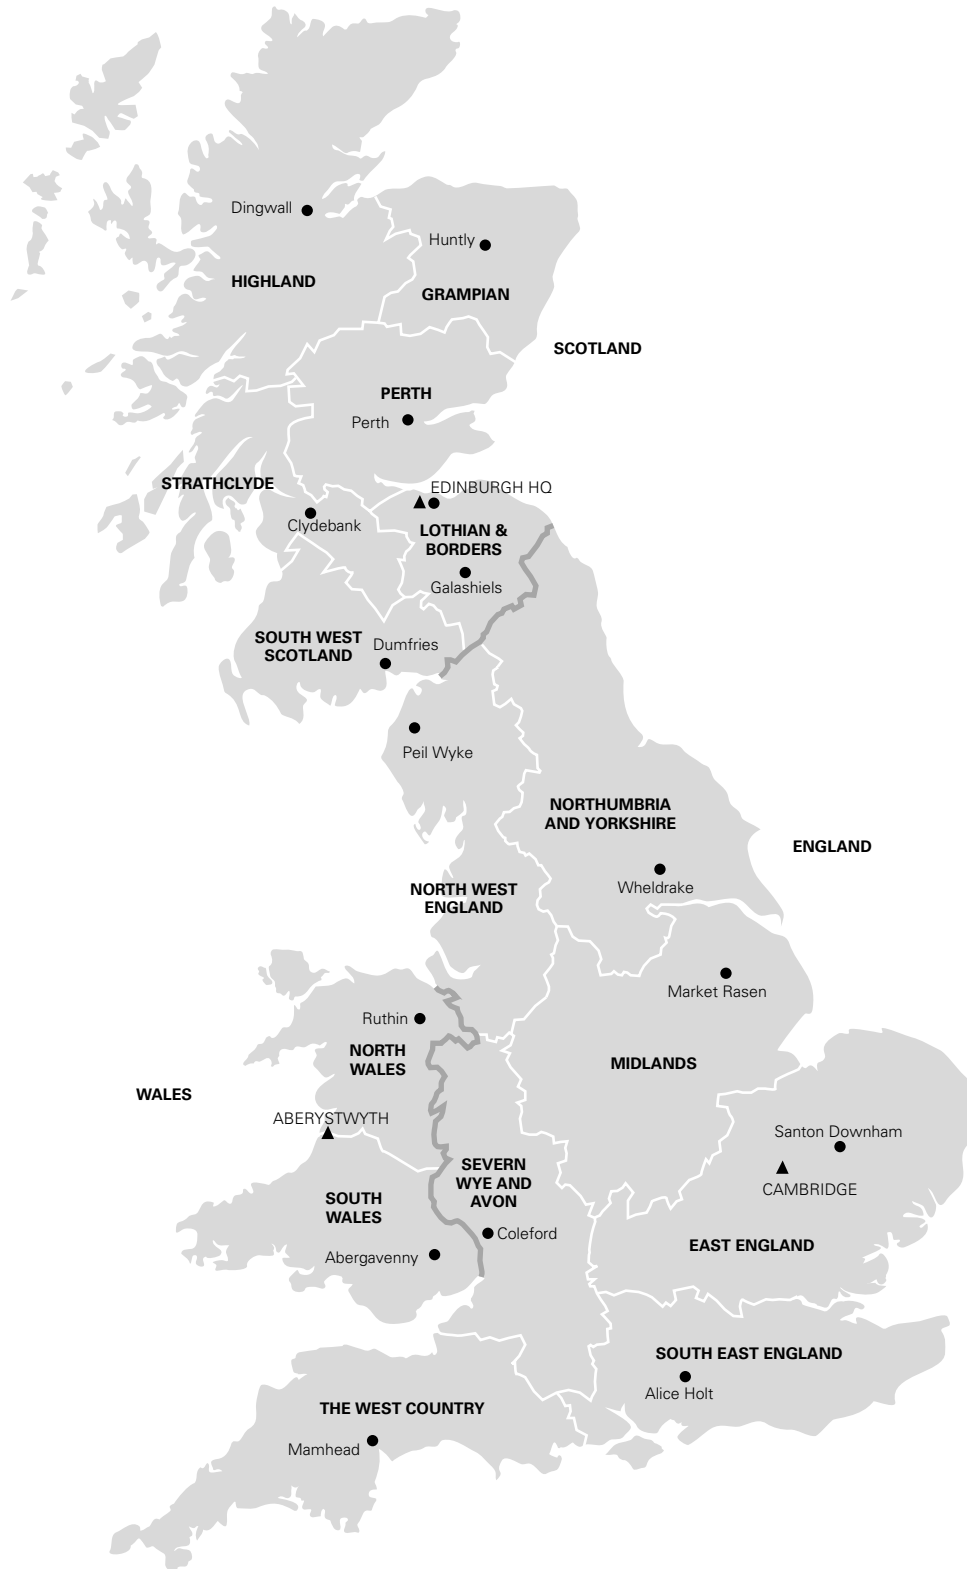 Dingwall
Huntly
HIGHLAND
GRAMPIAN
SCOTLAND
PERTH
Perth
STRATHCLYDE
EDINBURGH HQ
Clydebank
LOTHIAN &
BORDERS
Galashiels
SOUTH WEST
SCOTLAND
Dumfries
Peil Wyke
NORTHUMBRIA
AND YORKSHIRE
ENGLAND
Wheldrake
NORTH WEST
ENGLAND
Market Rasen
Ruthin
NORTH
WALES
MIDLANDS
WALES
ABERYSTWYTH
Santon Downham
SEVERN
WYE AND
AVON
CAMBRIDGE
SOUTH
WALES
Coleford
EAST ENGLAND
Abergavenny
SOUTH EAST ENGLAND
Alice Holt
THE WEST COUNTRY
Mamhead